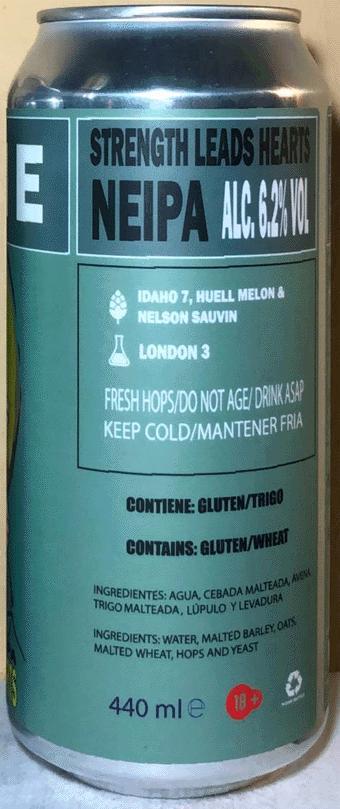 E
STRENGTH LEADS HEARTS
NEIPA ALC. 6.2% VOL
IDAHO 7, HUELL MELON &
NELSON SAUVIN
LONDON 3
FRESH HOPS/DO NOT AGE/ DRINK ASAP
KEEP COLD/MANTENER FRIA
CONTIENE: GLUTEN/TRIGO
CONTAINS: GLUTEN/WHEAT
INGREDIENTES: AGUA, CEBADA MALTEADA, AVENA,
TRIGO MALTEADA, LÚPULO Y LEVADURA
INGREDIENTS: WATER, MALTED BARLEY, OATS,
MALTED WHEAT, HOPS AND YEAST
440 ml e 18+